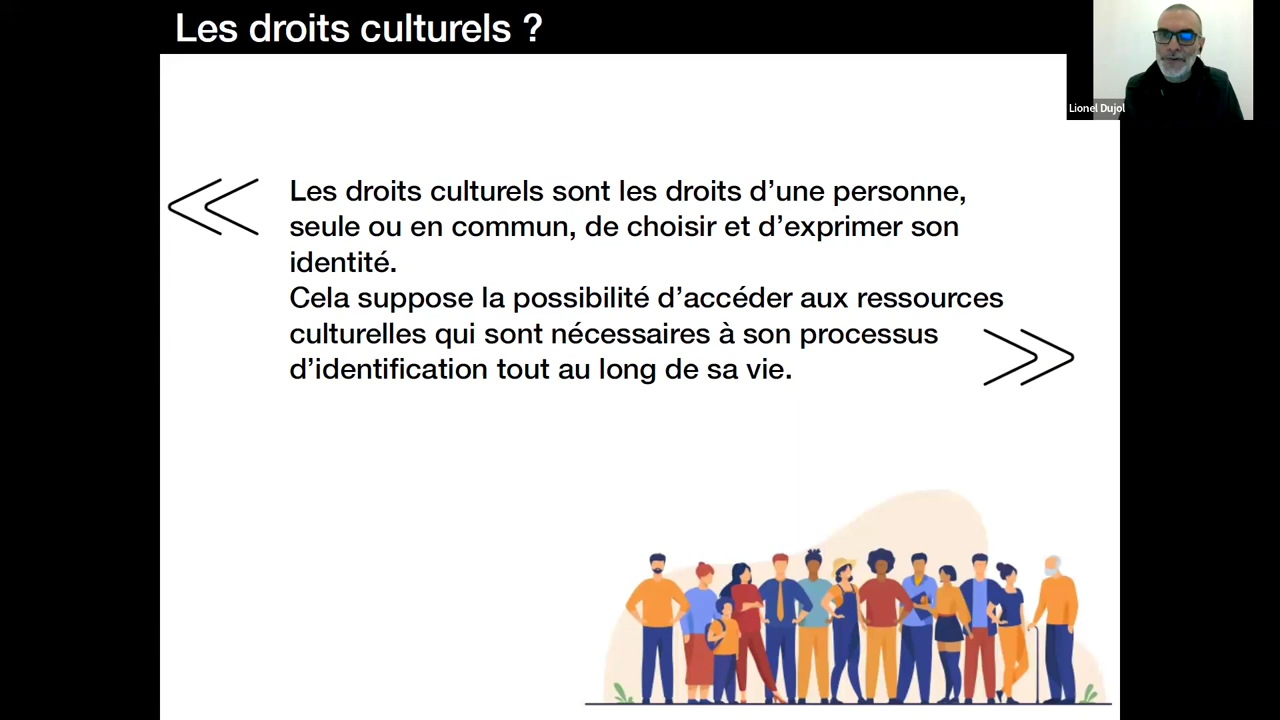 Les droits culturels ?
Lionel Dujol
Les droits culturels sont les droits d’une personne,
seule ou en commun, de choisir et d’exprimer son
identité.
Cela suppose la possibilité d’accéder aux ressources
culturelles qui sont nécessaires à son processus
d’identification tout au long de sa vie.